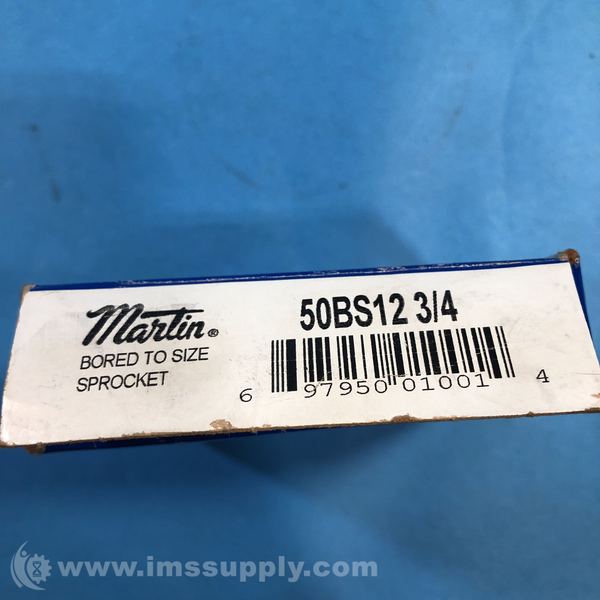 Martin®
BORED TO SIZE
SPROCKET
50BS12 3/4
6 97950 01001 4
www.imssupply.com